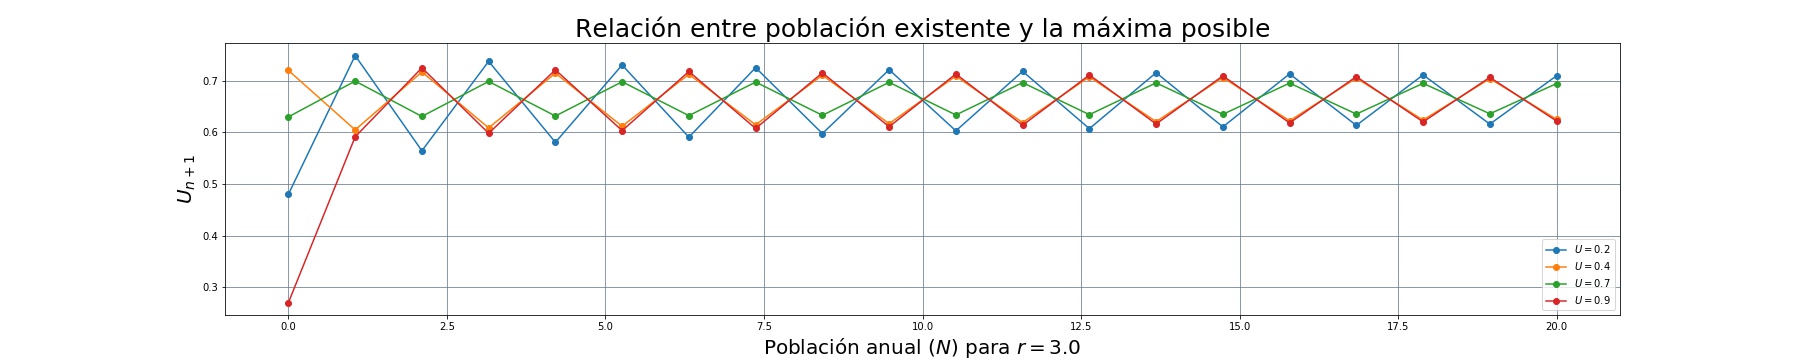 Relación entre población existente y la máxima posible
0.7
0.6
0.5
0.4
0.3
U_{n+1}
U = 0.2
U = 0.4
U = 0.7
U = 0.9
0.0 2.5 5.0 7.5 10.0 12.5 15.0 17.5 20.0
Población anual (N) para r = 3.0